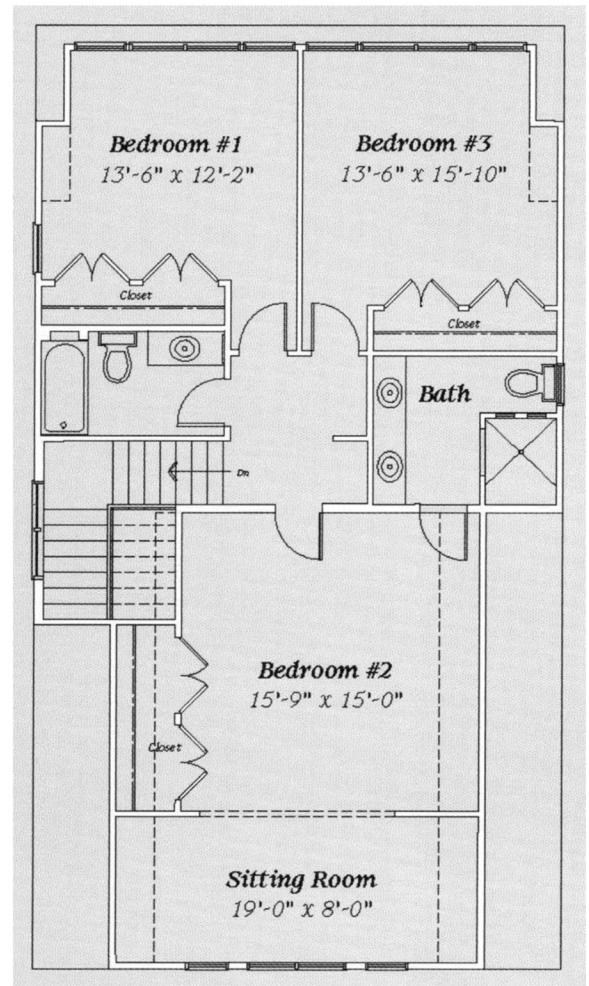 Bedroom #1
13'-6" x 12'-2"
Bedroom #3
13'-6" x 15'-10"
Closet
Closet
Bath
Dn
Bedroom #2
15'-9" x 15'-0"
Closet
Sitting Room
19'-0" x 8'-0"